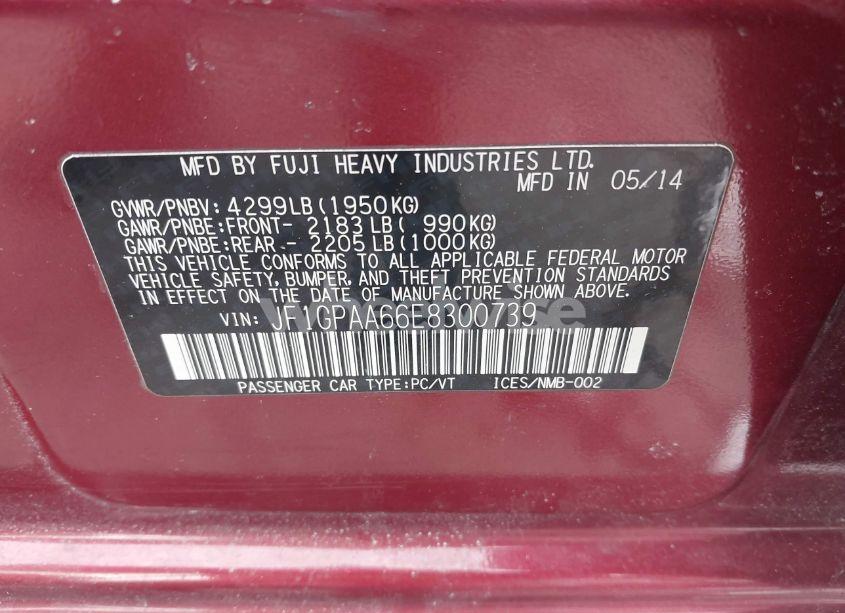 MFD BY FUJI HEAVY INDUSTRIES LTD.
MFD IN 05/14
GVWR/PNBV: 4299LB(1950KG)
GAWR/PNBE:FRONT- 2183LB( 990KG)
GAWR/PNBE:REAR - 2205LB(1000KG)
THIS VEHICLE CONFORMS TO ALL APPLICABLE FEDERAL MOTOR
VEHICLE SAFETY, BUMPER, AND THEFT PREVENTION STANDARDS
IN EFFECT ON THE DATE OF MANUFACTURE SHOWN ABOVE.
VIN: JF1GPAA66E8300739
PASSENGER CAR TYPE:PC/VT ICES/NMB-002